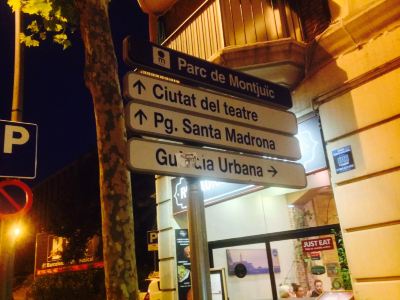 Parc de Montjuïc
↑ Ciutat del teatre
↑ Pg. Santa Madrona
Guàrdia Urbana →
P
JUST EAT